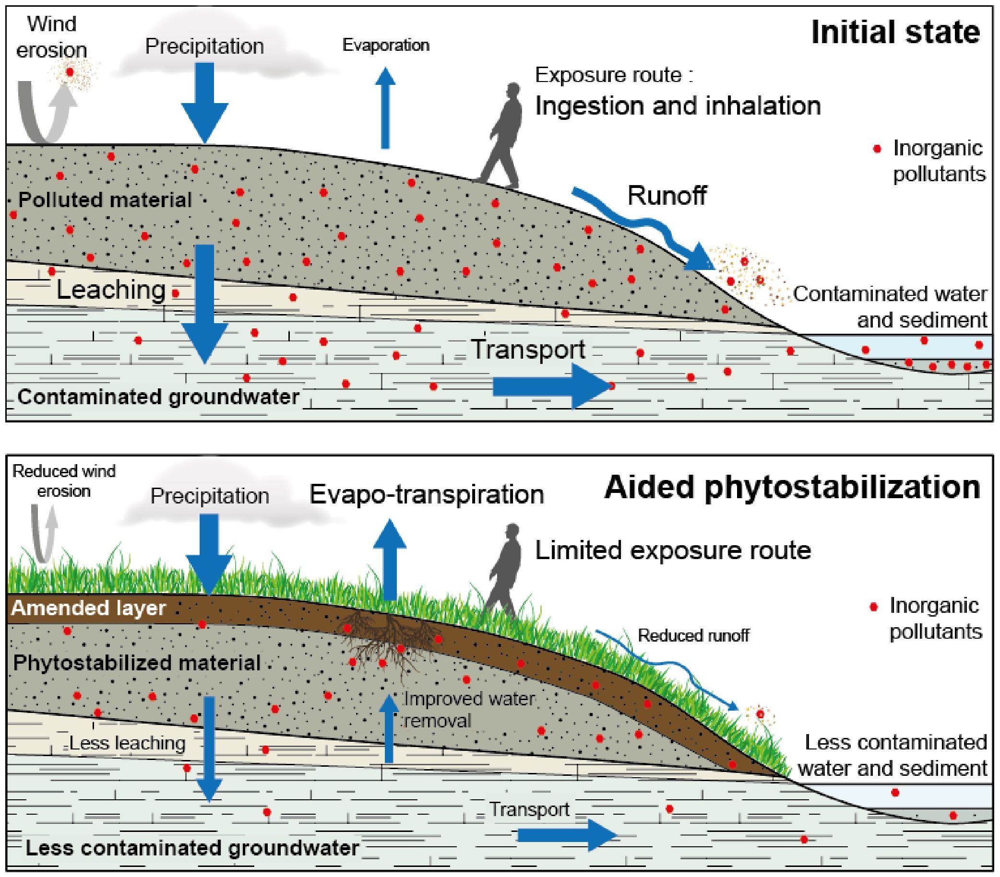 Wind
erosion
Precipitation
Evaporation
Initial state
Exposure route :
Ingestion and inhalation
Inorganic
pollutants
Polluted material
Runoff
Leaching
Contaminated water
and sediment
Transport
Contaminated groundwater
Reduced wind
erosion
Precipitation
Evapo-transpiration
Aided phytostabilization
Limited exposure route
Amended layer
Inorganic
pollutants
Reduced runoff
Phytostabilized material
Improved water
removal
Less leaching
Less contaminated
water and sediment
Transport
Less contaminated groundwater